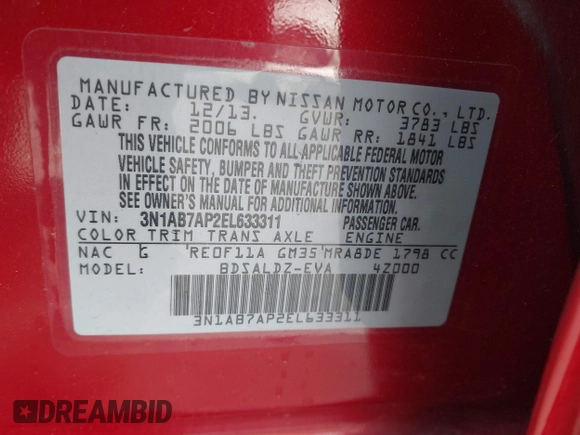 MANUFACTURED BY NISSAN MOTOR CO., LTD.
DATE: 12/13. GVWR: 3783 LBS
GAWR FR: 2006 LBS GAWR RR: 1841 LBS
THIS VEHICLE CONFORMS TO ALL APPLICABLE FEDERAL MOTOR
VEHICLE SAFETY, BUMPER AND THEFT PREVENTION STANDARDS
IN EFFECT ON THE DATE OF MANUFACTURE SHOWN ABOVE.
SEE OWNER'S MANUAL FOR ADDITIONAL INFORMATION.
VIN: 3N1AB7AP2EL633311 PASSENGER CAR.
COLOR TRIM TRANS AXLE ENGINE
NAC G RE0F11A GM35 MRA8DE 1798 CC
MODEL: BDSALDZ-EVA 4Z000
3N1AB7AP2EL633311
DREAMBID